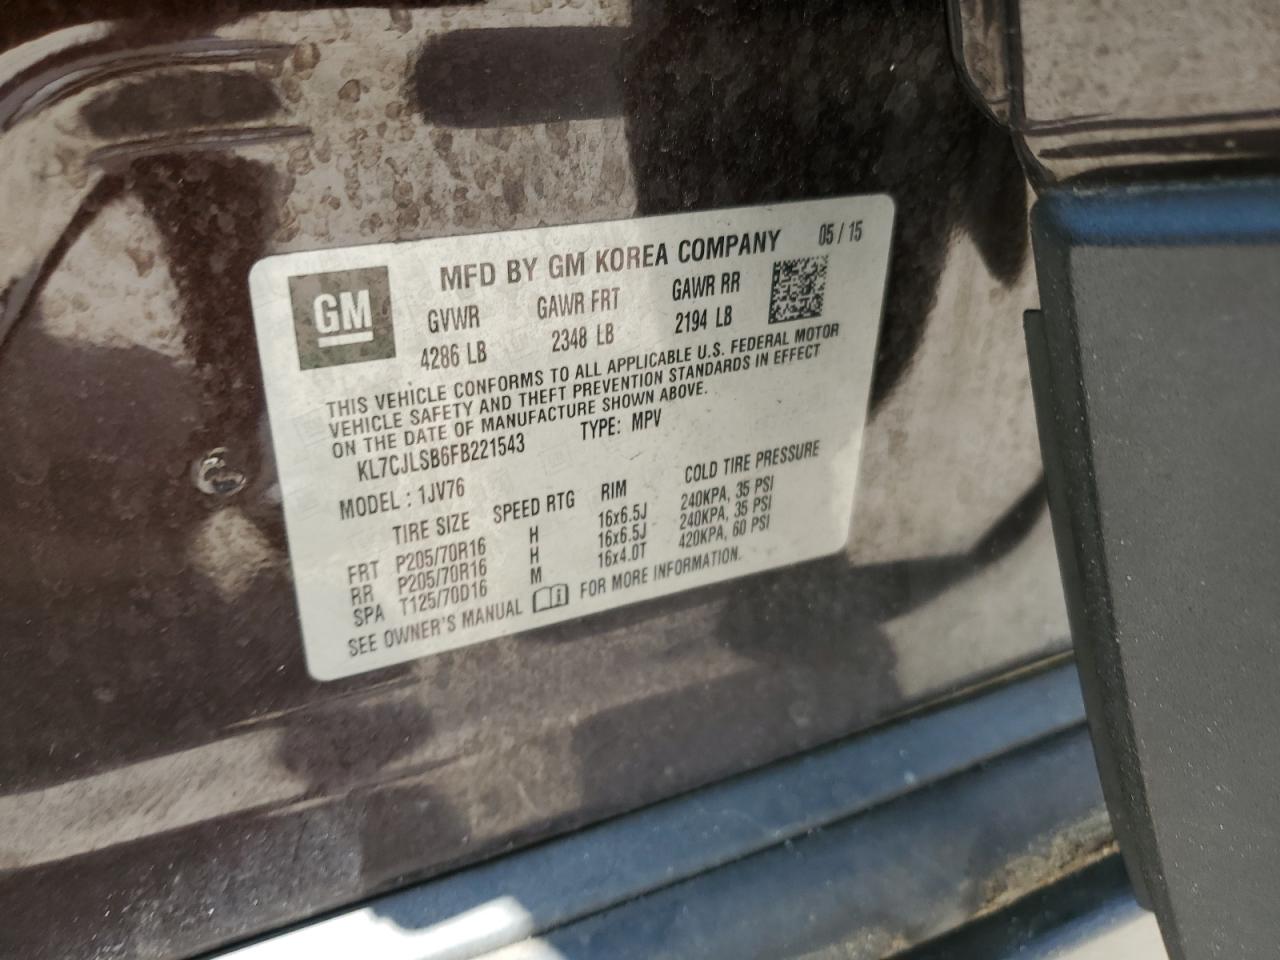 MFD BY GM KOREA COMPANY 05 / 15
GM
GVWR GAWR FRT GAWR RR
4286 LB 2348 LB 2194 LB
THIS VEHICLE CONFORMS TO ALL APPLICABLE U.S. FEDERAL MOTOR
VEHICLE SAFETY AND THEFT PREVENTION STANDARDS IN EFFECT
ON THE DATE OF MANUFACTURE SHOWN ABOVE.
KL7CJLSB6FB221543 TYPE: MPV
MODEL : 1JV76
TIRE SIZE SPEED RTG RIM COLD TIRE PRESSURE
FRT P205/70R16 H 16x6.5J 240KPA, 35 PSI
RR P205/70R16 H 16x6.5J 240KPA, 35 PSI
SPA T125/70D16 M 16x4.0T 420KPA, 60 PSI
SEE OWNER'S MANUAL FOR MORE INFORMATION.